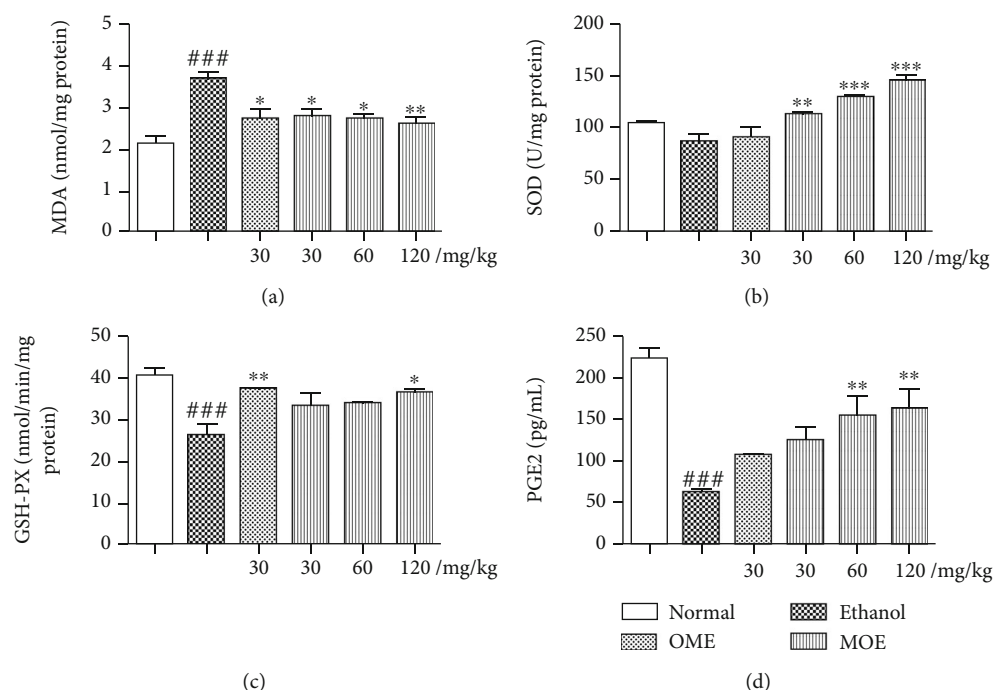 5
4
3
2
1
0
MDA (nmol/mg protein)
###
*
*
*
**
30 30 60 120 /mg/kg
(a)
200
150
100
50
0
SOD (U/mg protein)
**
***
***
30 30 60 120 /mg/kg
(b)
50
40
30
20
10
0
GSH-PX (nmol/min/mg
protein)
###
**
*
30 30 60 120 /mg/kg
(c)
250
200
150
100
50
0
PGE2 (pg/mL)
###
**
**
30 30 60 120 /mg/kg
Normal Ethanol
OME MOE
(d)